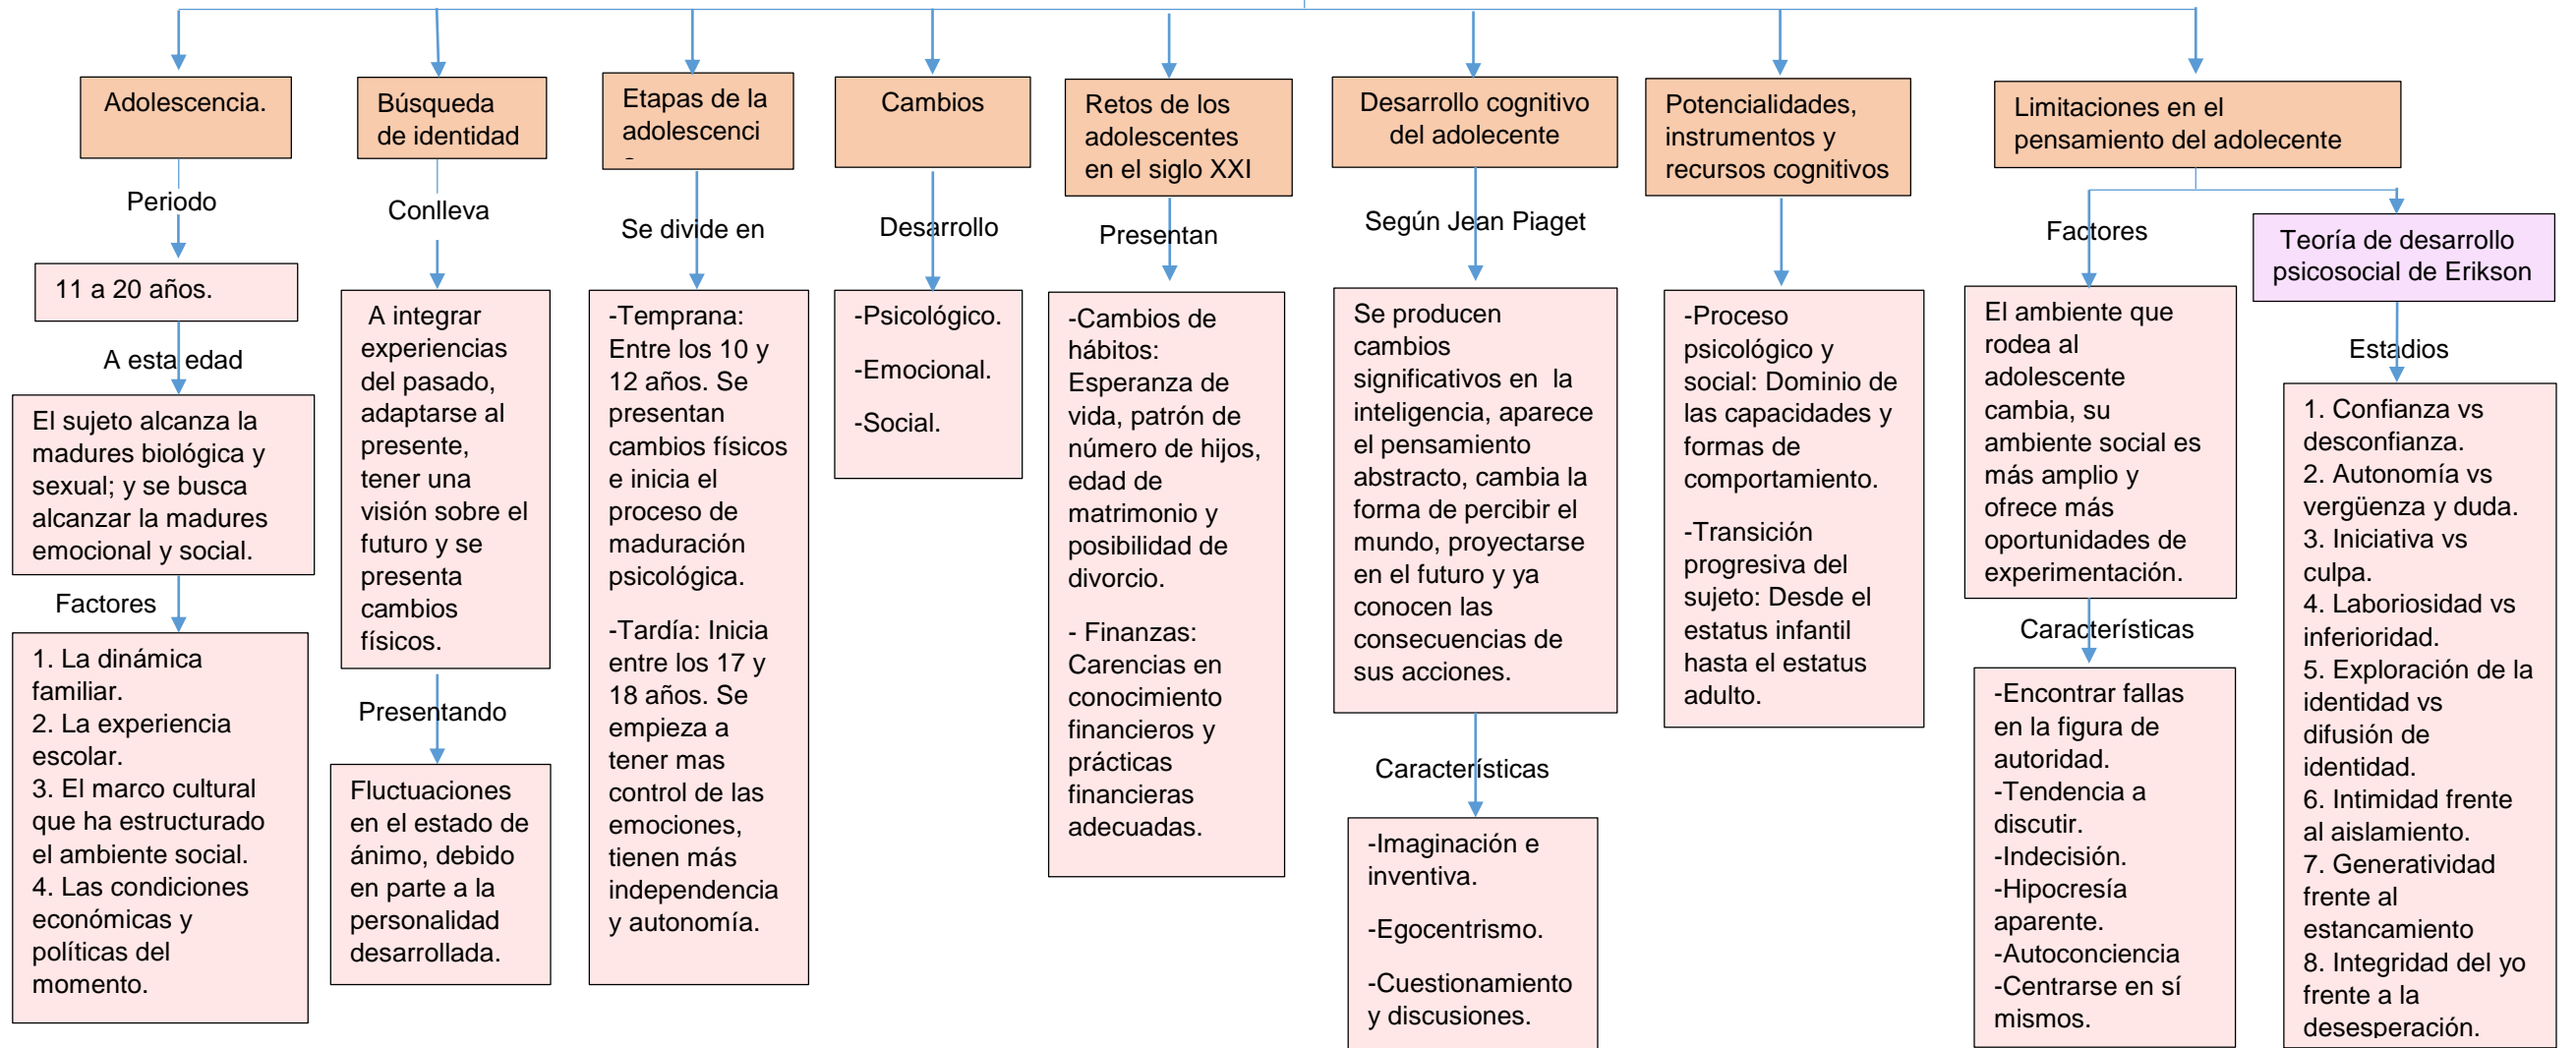 Adolescencia.
Periodo
11 a 20 años.
A esta edad
El sujeto alcanza la
madures biológica y
sexual; y se busca
alcanzar la madures
emocional y social.
Factores
1. La dinámica
familiar.
2. La experiencia
escolar.
3. El marco cultural
que ha estructurado
el ambiente social.
4. Las condiciones
económicas y
políticas del
momento.
Búsqueda
de identidad
Conlleva
A integrar
experiencias
del pasado,
adaptarse al
presente,
tener una
visión sobre el
futuro y se
presenta
cambios
físicos.
Presentando
Fluctuaciones
en el estado de
ánimo, debido
en parte a la
personalidad
desarrollada.
Etapas de la
adolescenci
Se divide en
-Temprana:
Entre los 10 y
12 años. Se
presentan
cambios físicos
e inicia el
proceso de
maduración
psicológica.
-Tardía: Inicia
entre los 17 y
18 años. Se
empieza a
tener mas
control de las
emociones,
tienen más
independencia
y autonomía.
Cambios
Desarrollo
-Psicológico.
-Emocional.
-Social.
Retos de los
adolescentes
en el siglo XXI
Presentan
-Cambios de
hábitos:
Esperanza de
vida, patrón de
número de hijos,
edad de
matrimonio y
posibilidad de
divorcio.
- Finanzas:
Carencias en
conocimiento
financieros y
prácticas
financieras
adecuadas.
Desarrollo cognitivo
del adolecente
Según Jean Piaget
Se producen
cambios
significativos en la
inteligencia, aparece
el pensamiento
abstracto, cambia la
forma de percibir el
mundo, proyectarse
en el futuro y ya
conocen las
consecuencias de
sus acciones.
Características
-Imaginación e
inventiva.
-Egocentrismo.
-Cuestionamiento
y discusiones.
Potencialidades,
instrumentos y
recursos cognitivos
-Proceso
psicológico y
social: Dominio de
las capacidades y
formas de
comportamiento.
-Transición
progresiva del
sujeto: Desde el
estatus infantil
hasta el estatus
adulto.
Limitaciones en el
pensamiento del adolecente
Factores
El ambiente que
rodea al
adolescente
cambia, su
ambiente social es
más amplio y
ofrece más
oportunidades de
experimentación.
Características
-Encontrar fallas
en la figura de
autoridad.
-Tendencia a
discutir.
-Indecisión.
-Hipocresía
aparente.
-Autoconciencia
-Centrarse en sí
mismos.
Teoría de desarrollo
psicosocial de Erikson
Estadios
1. Confianza vs
desconfianza.
2. Autonomía vs
vergüenza y duda.
3. Iniciativa vs
culpa.
4. Laboriosidad vs
inferioridad.
5. Exploración de la
identidad vs
difusión de
identidad.
6. Intimidad frente
al aislamiento.
7. Generatividad
frente al
estancamiento
8. Integridad del yo
frente a la
desesperación.